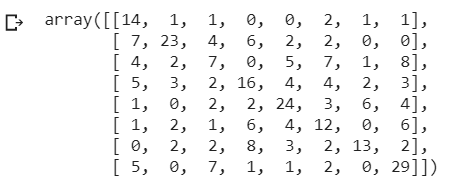 array([[14, 1, 1, 0, 0, 2, 1, 1],
[ 7, 23, 4, 6, 2, 2, 0, 0],
[ 4, 2, 7, 0, 5, 7, 1, 8],
[ 5, 3, 2, 16, 4, 4, 2, 3],
[ 1, 0, 2, 2, 24, 3, 6, 4],
[ 1, 2, 1, 6, 4, 12, 0, 6],
[ 0, 2, 2, 8, 3, 2, 13, 2],
[ 5, 0, 7, 1, 1, 2, 0, 29]])